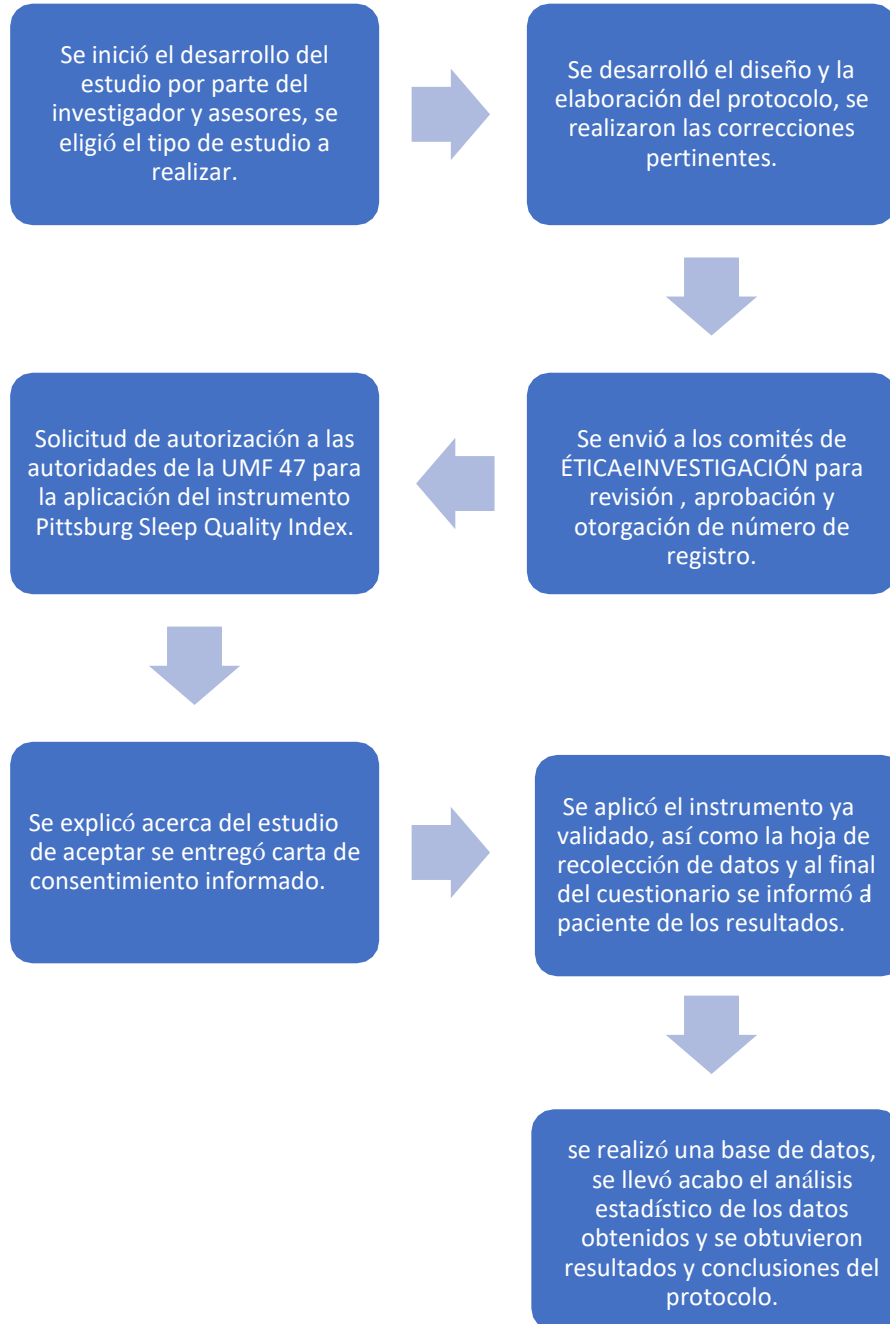 Se inició el desarrollo del
estudio por parte del
investigador y asesores, se
eligió el tipo de estudio a
realizar.
Se desarrolló el diseño y la
elaboración del protocolo, se
realizaron las correcciones
pertinentes.
Se envió a los comités de
ÉTICAeINVESTIGACIÓN para
revisión , aprobación y
otorgación de número de
registro.
Solicitud de autorización a las
autoridades de la UMF 47 para
la aplicación del instrumento
Pittsburg Sleep Quality Index.
Se explicó acerca del estudio
de aceptar se entregó carta de
consentimiento informado.
Se aplicó el instrumento ya
validado, así como la hoja de
recolección de datos y al final
del cuestionario se informó a
paciente de los resultados.
se realizó una base de datos,
se llevó acabo el análisis
estadístico de los datos
obtenidos y se obtuvieron
resultados y conclusiones del
protocolo.